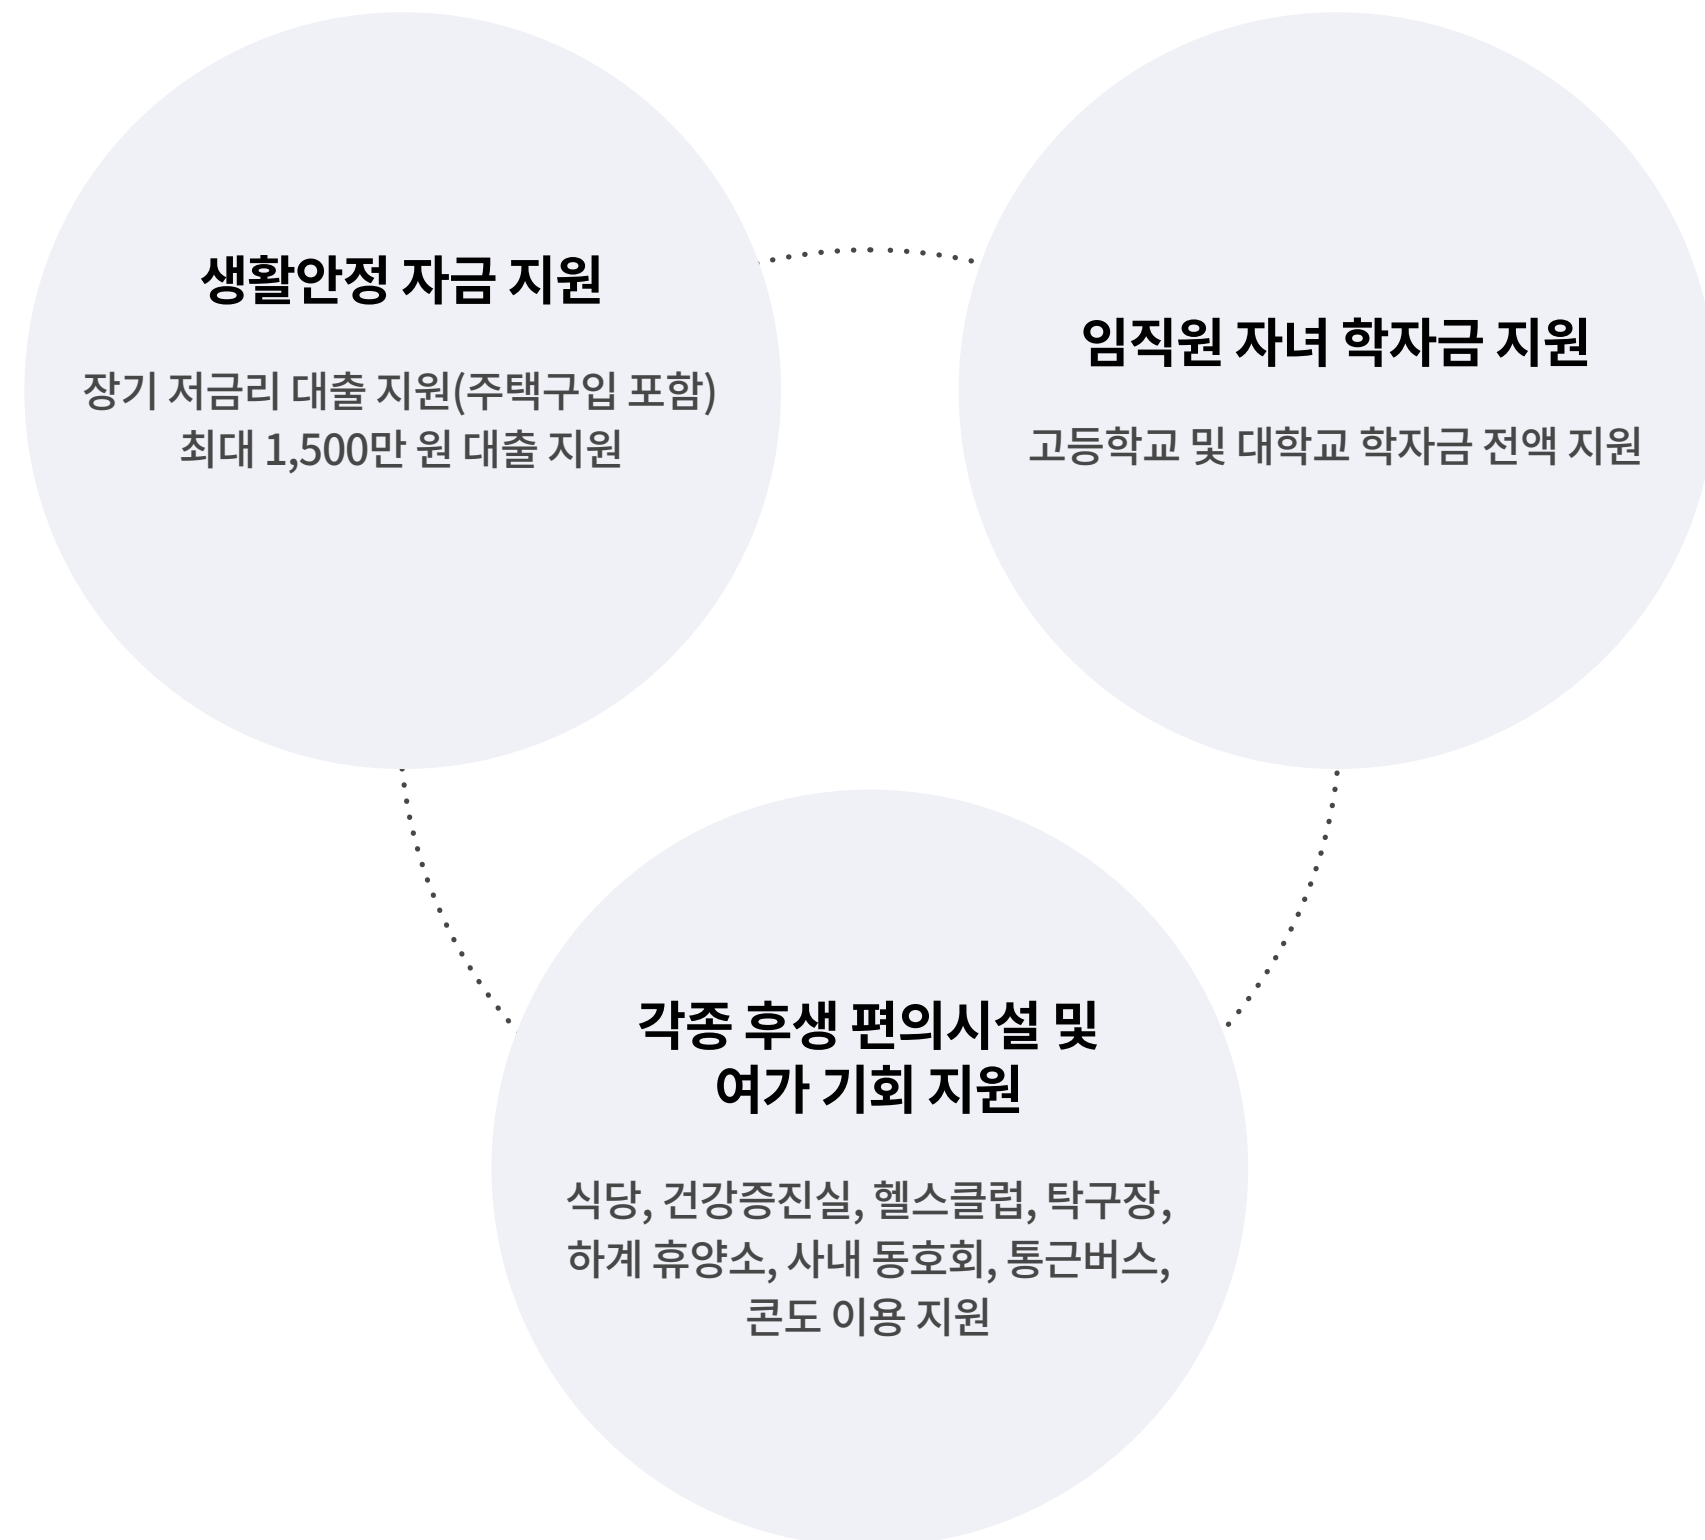 생활안정 자금 지원
장기 저금리 대출 지원(주택구입 포함)
최대 1,500만 원 대출 지원
임직원 자녀 학자금 지원
고등학교 및 대학교 학자금 전액 지원
각종 후생 편의시설 및
여가 기회 지원
식당, 건강증진실, 헬스클럽, 탁구장,
하계 휴양소, 사내 동호회, 통근버스,
콘도 이용 지원